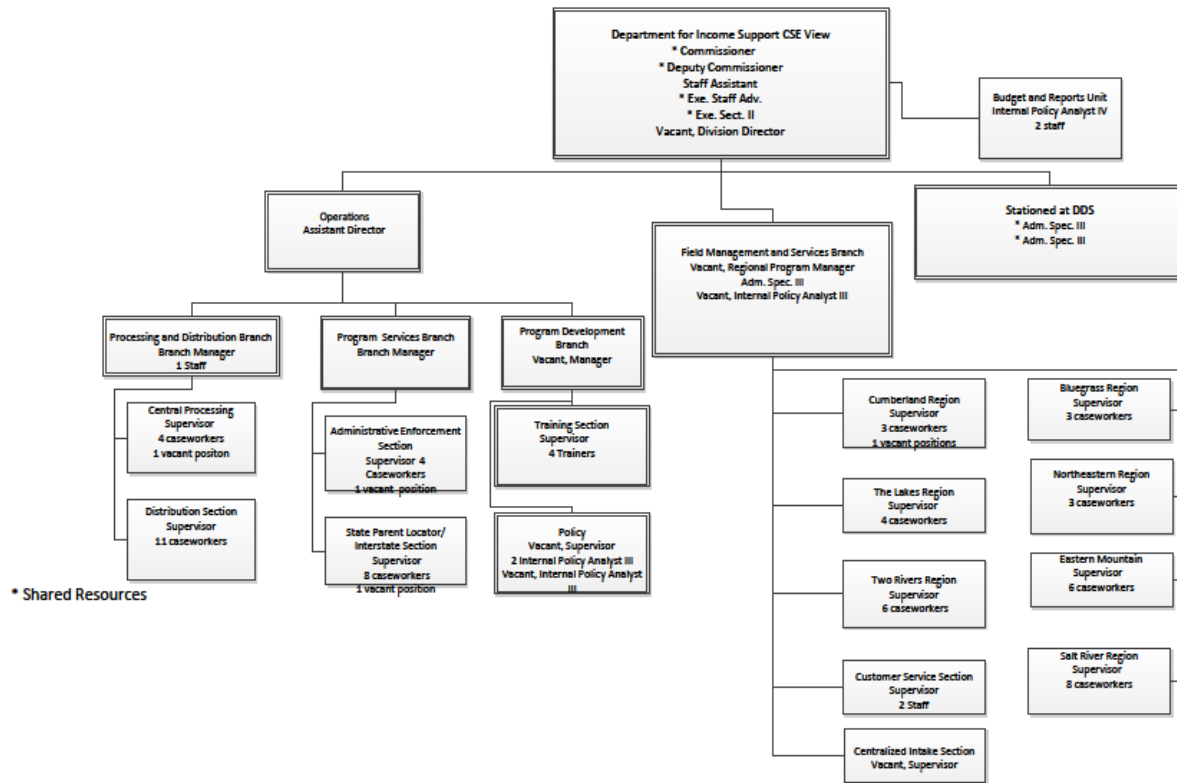 Department for Income Support CSE View
* Commissioner
* Deputy Commissioner
Staff Assistant
* Exe. Staff Adv.
* Exe. Sect. II
Vacant, Division Director
Budget and Reports Unit
Internal Policy Analyst IV
2 staff
Operations
Assistant Director
Field Management and Services Branch
Vacant, Regional Program Manager
Adm. Spec. III
Vacant, Internal Policy Analyst III
Stationed at DDS
* Adm. Spec. III
* Adm. Spec. III
Processing and Distribution Branch
Branch Manager
1 Staff
Program Services Branch
Branch Manager
Program Development
Branch
Vacant, Manager
Central Processing
Supervisor
4 caseworkers
1 vacant positon
Administrative Enforcement
Section
Supervisor 4
Caseworkers
1 vacant position
Training Section
Supervisor
4 Trainers
Distribution Section
Supervisor
11 caseworkers
State Parent Locator/
Interstate Section
Supervisor
8 caseworkers
1 vacant position
Policy
Vacant, Supervisor
2 Internal Policy Analyst III
Vacant, Internal Policy Analyst
III
Cumberland Region
Supervisor
3 caseworkers
1 vacant positions
Bluegrass Region
Supervisor
3 caseworkers
The Lakes Region
Supervisor
4 caseworkers
Northeastern Region
Supervisor
3 caseworkers
Two Rivers Region
Supervisor
6 caseworkers
Eastern Mountain
Supervisor
6 caseworkers
Customer Service Section
Supervisor
2 Staff
Salt River Region
Supervisor
8 caseworkers
Centralized Intake Section
Vacant, Supervisor
* Shared Resources